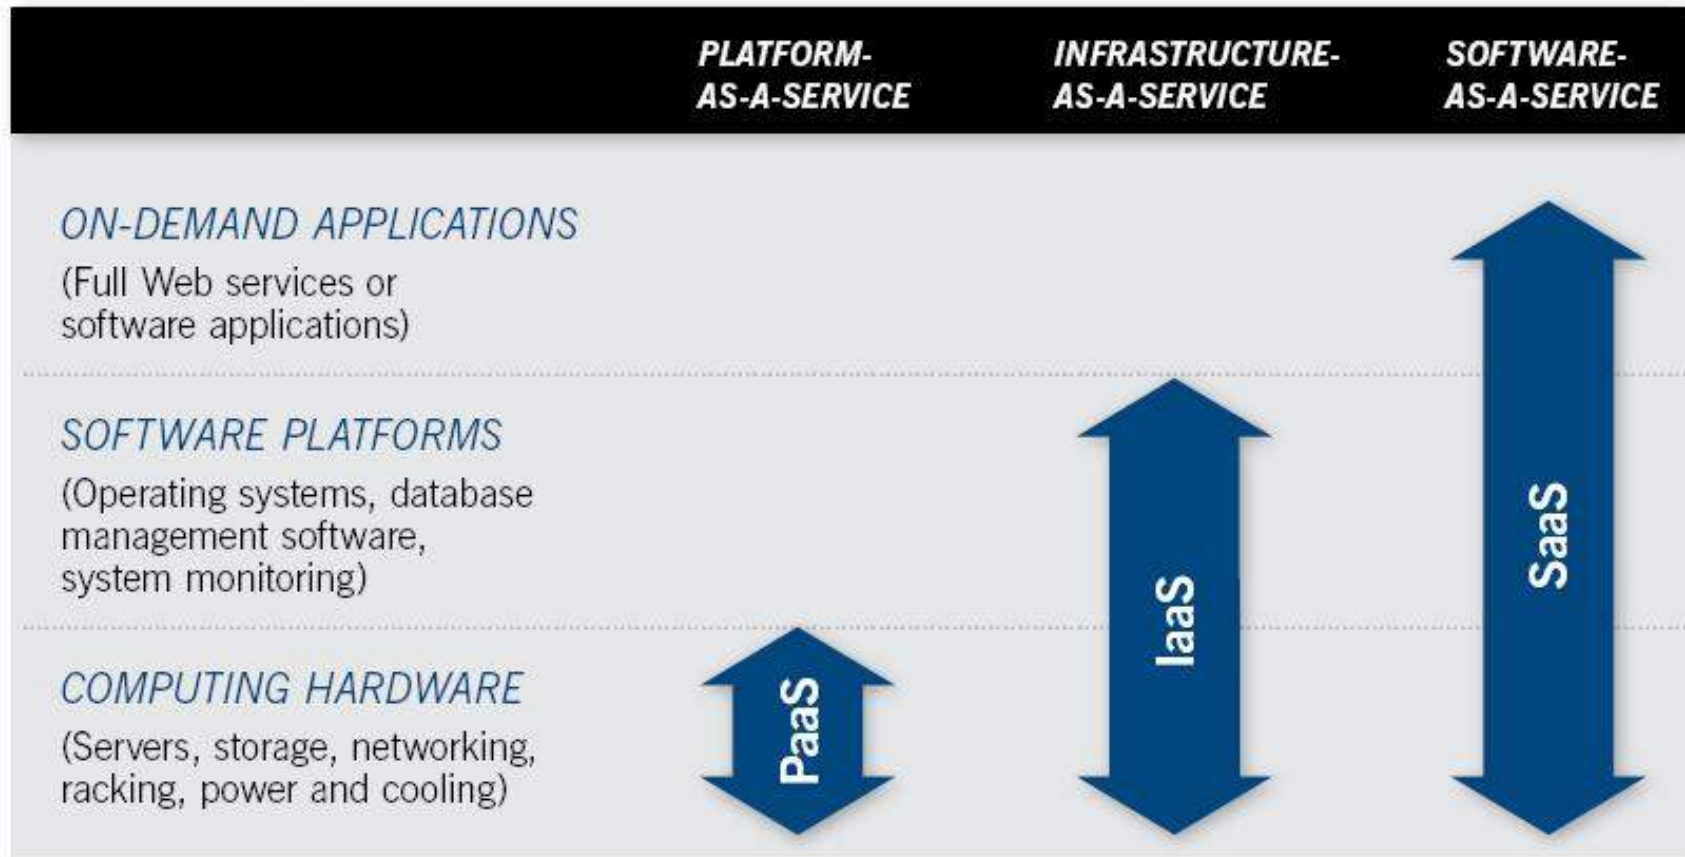 PLATFORM-
AS-A-SERVICE
INFRASTRUCTURE-
AS-A-SERVICE
SOFTWARE-
AS-A-SERVICE
ON-DEMAND APPLICATIONS
(Full Web services or
software applications)
SOFTWARE PLATFORMS
(Operating systems, database
management software,
system monitoring)
COMPUTING HARDWARE
(Servers, storage, networking,
racking, power and cooling)
PaaS
IaaS
SaaS